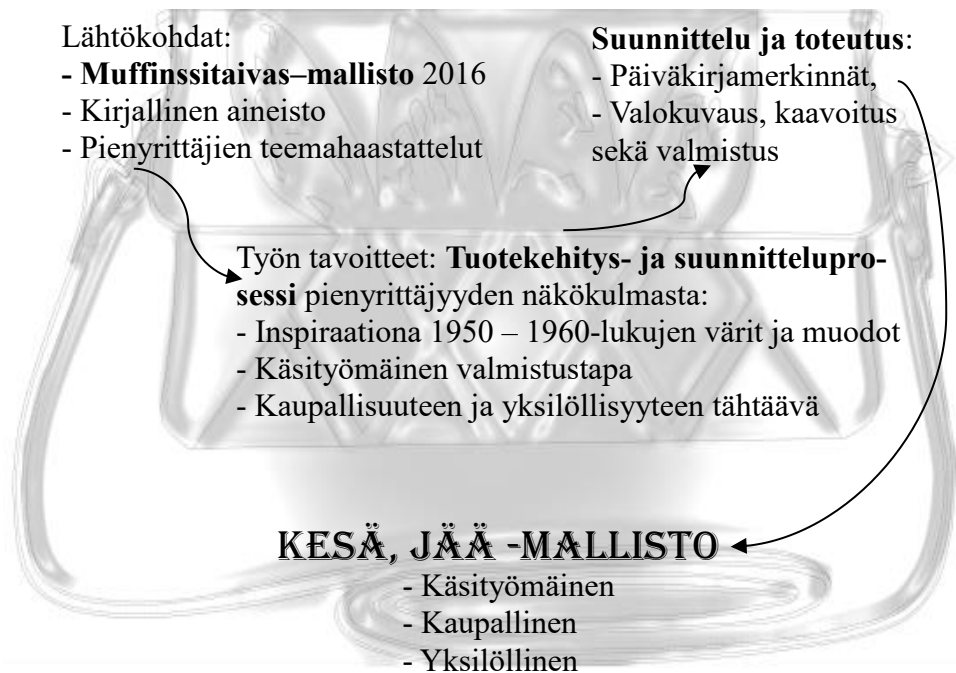 Lähtökohdat:
- Muffinssitaivas–mallisto 2016
- Kirjallinen aineisto
- Pienyrittäjien teemahaastattelut
Suunnittelu ja toteutus:
- Päiväkirjamerkinnät,
- Valokuvaus, kaavoitus
sekä valmistus
Työn tavoitteet: Tuotekehitys- ja suunnittelupro-
sessi pienyrittäjyyden näkökulmasta:
- Inspiraationa 1950 – 1960-lukujen värit ja muodot
- Käsityömäinen valmistustapa
- Kaupallisuuteen ja yksilöllisyyteen tähtäävä
KESÄ, JÄÄ -MALLISTO
- Käsityömäinen
- Kaupallinen
- Yksilöllinen